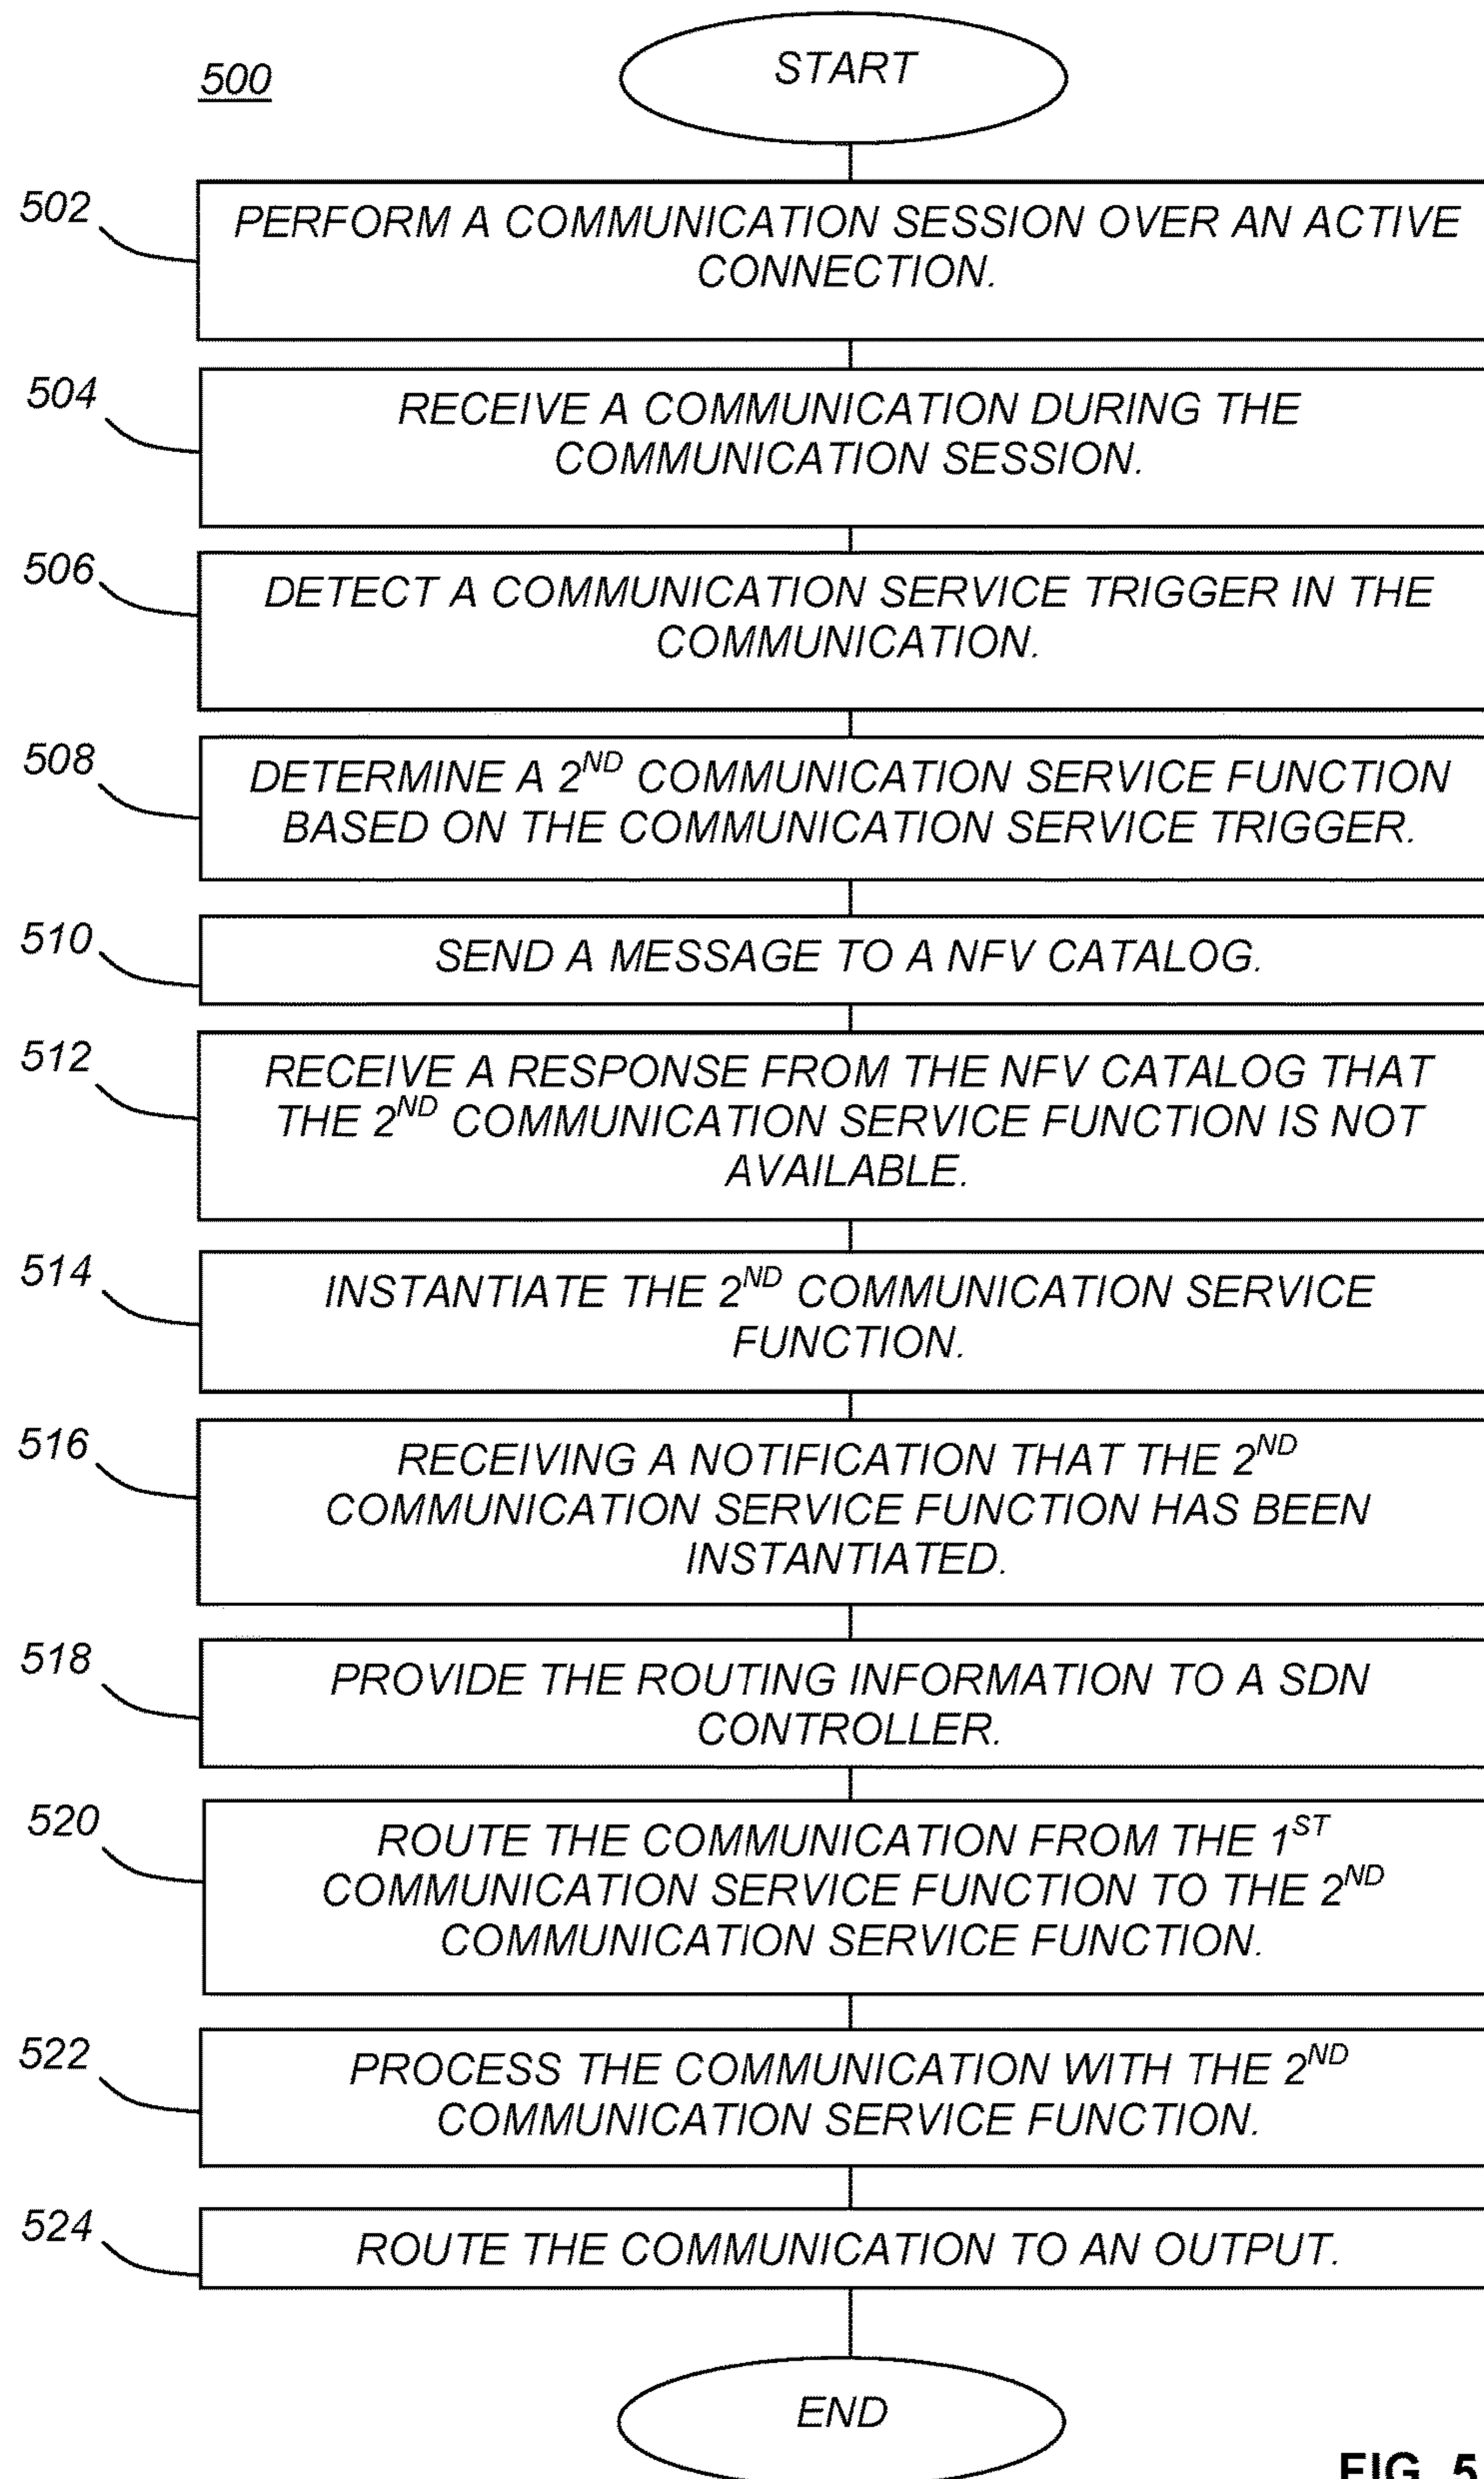 500
START
502
PERFORM A COMMUNICATION SESSION OVER AN ACTIVE
CONNECTION.
504
RECEIVE A COMMUNICATION DURING THE
COMMUNICATION SESSION.
506
DETECT A COMMUNICATION SERVICE TRIGGER IN THE
COMMUNICATION.
508
DETERMINE A 2ND COMMUNICATION SERVICE FUNCTION
BASED ON THE COMMUNICATION SERVICE TRIGGER.
510
SEND A MESSAGE TO A NFV CATALOG.
512
RECEIVE A RESPONSE FROM THE NFV CATALOG THAT
THE 2ND COMMUNICATION SERVICE FUNCTION IS NOT
AVAILABLE.
514
INSTANTIATE THE 2ND COMMUNICATION SERVICE
FUNCTION.
516
RECEIVING A NOTIFICATION THAT THE 2ND
COMMUNICATION SERVICE FUNCTION HAS BEEN
INSTANTIATED.
518
PROVIDE THE ROUTING INFORMATION TO A SDN
CONTROLLER.
520
ROUTE THE COMMUNICATION FROM THE 1ST
COMMUNICATION SERVICE FUNCTION TO THE 2ND
COMMUNICATION SERVICE FUNCTION.
522
PROCESS THE COMMUNICATION WITH THE 2ND
COMMUNICATION SERVICE FUNCTION.
524
ROUTE THE COMMUNICATION TO AN OUTPUT.
END
FIG. 5